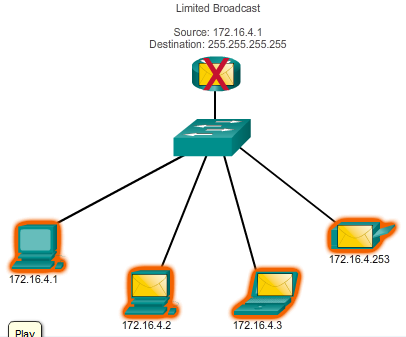 Limited Broadcast
Source: 172.16.4.1
Destination: 255.255.255.255
172.16.4.1
172.16.4.2
172.16.4.3
172.16.4.253
Play